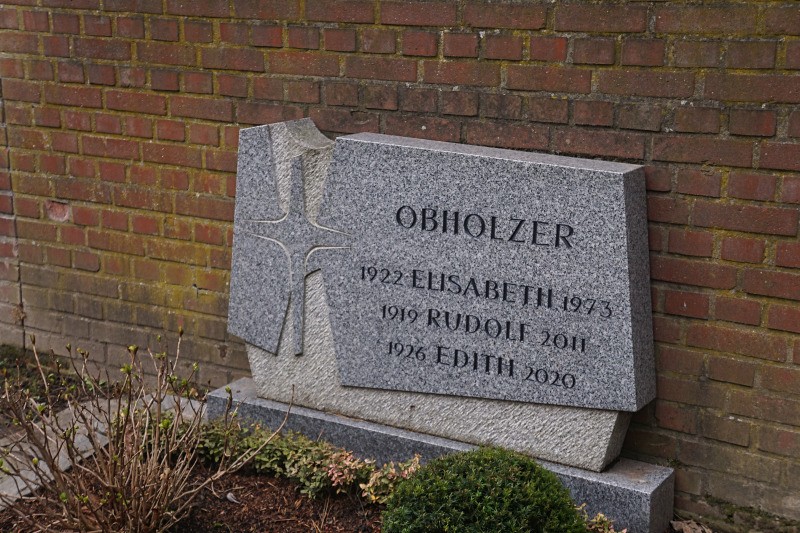 OBHOLZER
1922 ELISABETH 1973
1919 RUDOLF 2011
1926 EDITH 2020